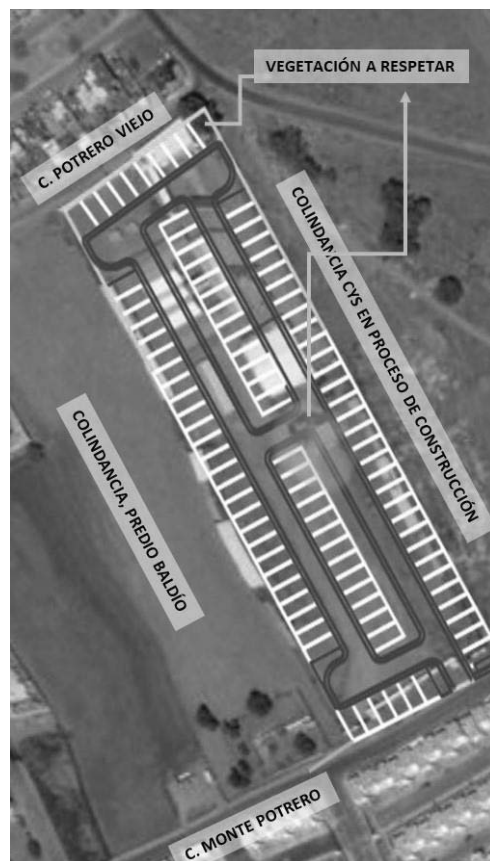 VEGETACIÓN A RESPETAR
C. POTRERO VIEJO
COLINDANCIA CYS EN PROCESO DE CONSTRUCCIÓN
COLINDANCIA, PREDIO BALDÍO
C. MONTE POTRERO